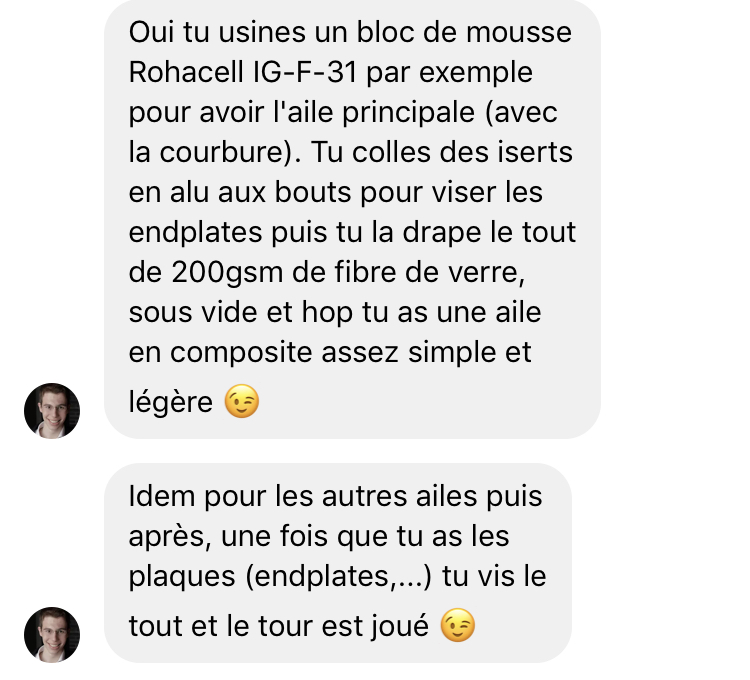 Oui tu usines un bloc de mousse
Rohacell IG-F-31 par exemple
pour avoir l'aile principale (avec
la courbure). Tu colles des iserts
en alu aux bouts pour viser les
endplates puis tu la drape le tout
de 200gsm de fibre de verre,
sous vide et hop tu as une aile
en composite assez simple et
légère 😉
Idem pour les autres ailes puis
après, une fois que tu as les
plaques (endplates,...) tu vis le
tout et le tour est joué 😉